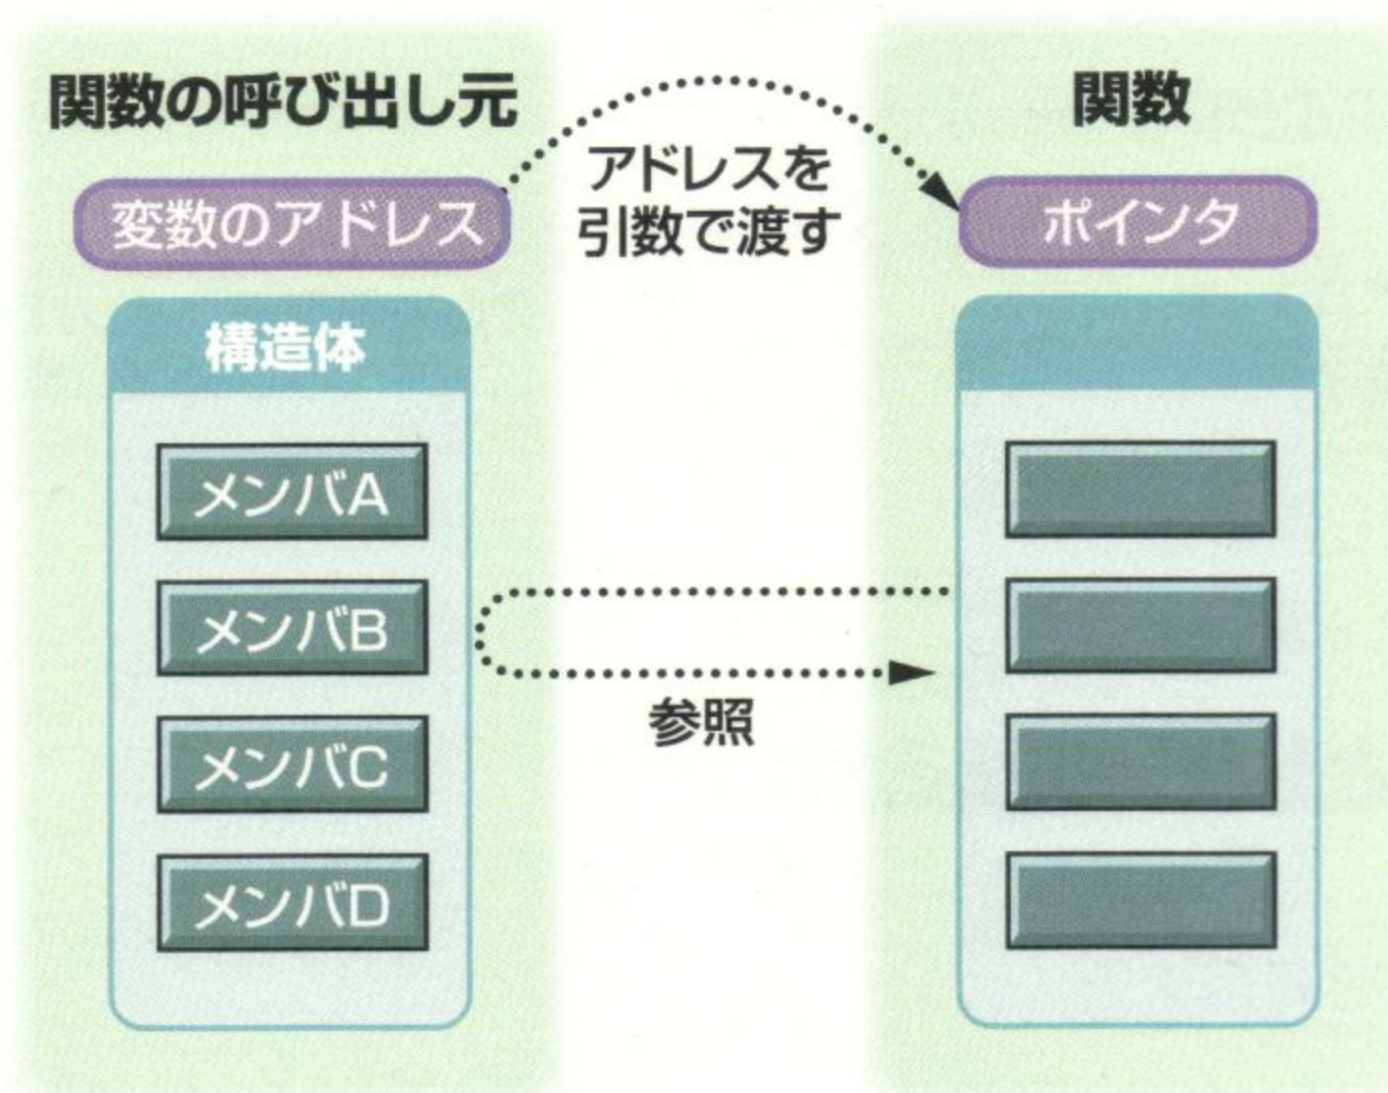 関数の呼び出し元
関数
アドレスを
引数で渡す
変数のアドレス
ポインタ
構造体
メンバA
メンバB
メンバC
メンバD
参照